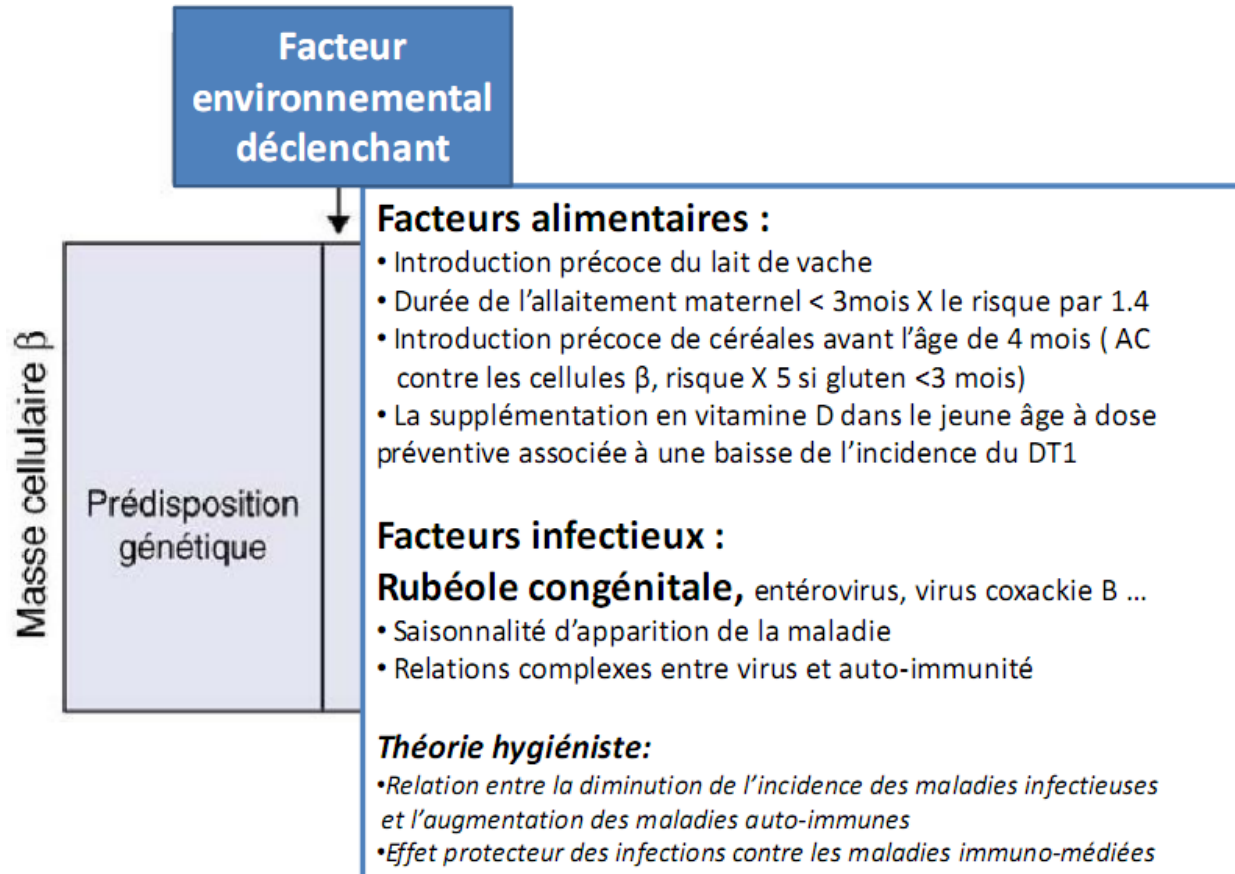 Facteur
environnemental
déclenchant
Masse cellulaire β
Prédisposition
génétique
Facteurs alimentaires :
• Introduction précoce du lait de vache
• Durée de l’allaitement maternel < 3mois X le risque par 1.4
• Introduction précoce de céréales avant l’âge de 4 mois ( AC
contre les cellules β, risque X 5 si gluten <3 mois)
• La supplémentation en vitamine D dans le jeune âge à dose
préventive associée à une baisse de l’incidence du DT1
Facteurs infectieux :
Rubéole congénitale, entérovirus, virus coxackie B ...
• Saisonnalité d’apparition de la maladie
• Relations complexes entre virus et auto-immunité
Théorie hygiéniste:
•Relation entre la diminution de l’incidence des maladies infectieuses
et l’augmentation des maladies auto-immunes
•Effet protecteur des infections contre les maladies immuno-médiées